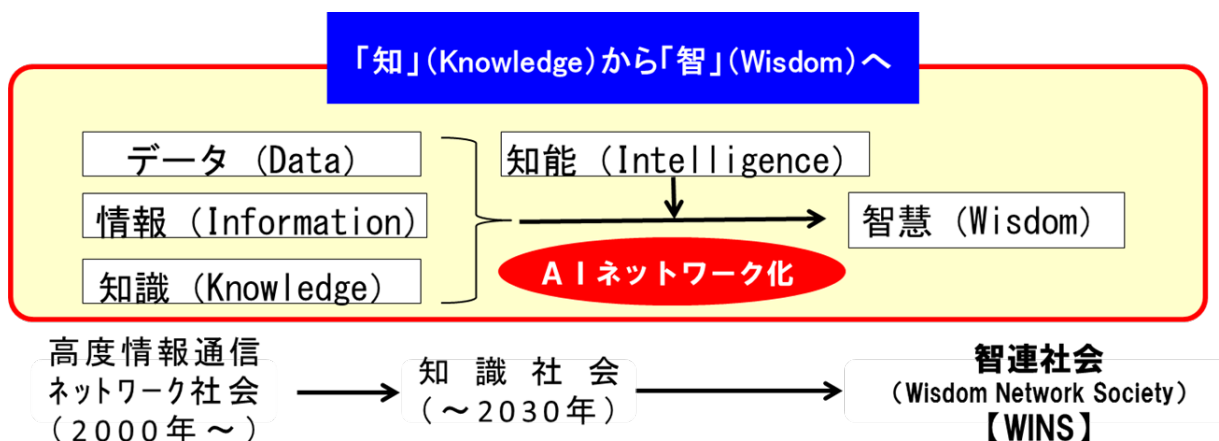 「知」(Knowledge)から「智」(Wisdom)へ
データ (Data)
知能 (Intelligence)
情報 (Information)
智慧 (Wisdom)
AIネットワーク化
知識 (Knowledge)
高度情報通信
ネットワーク社会
(2000年~)
知識社会
(~2030年)
智連社会
(Wisdom Network Society)
【WINS】